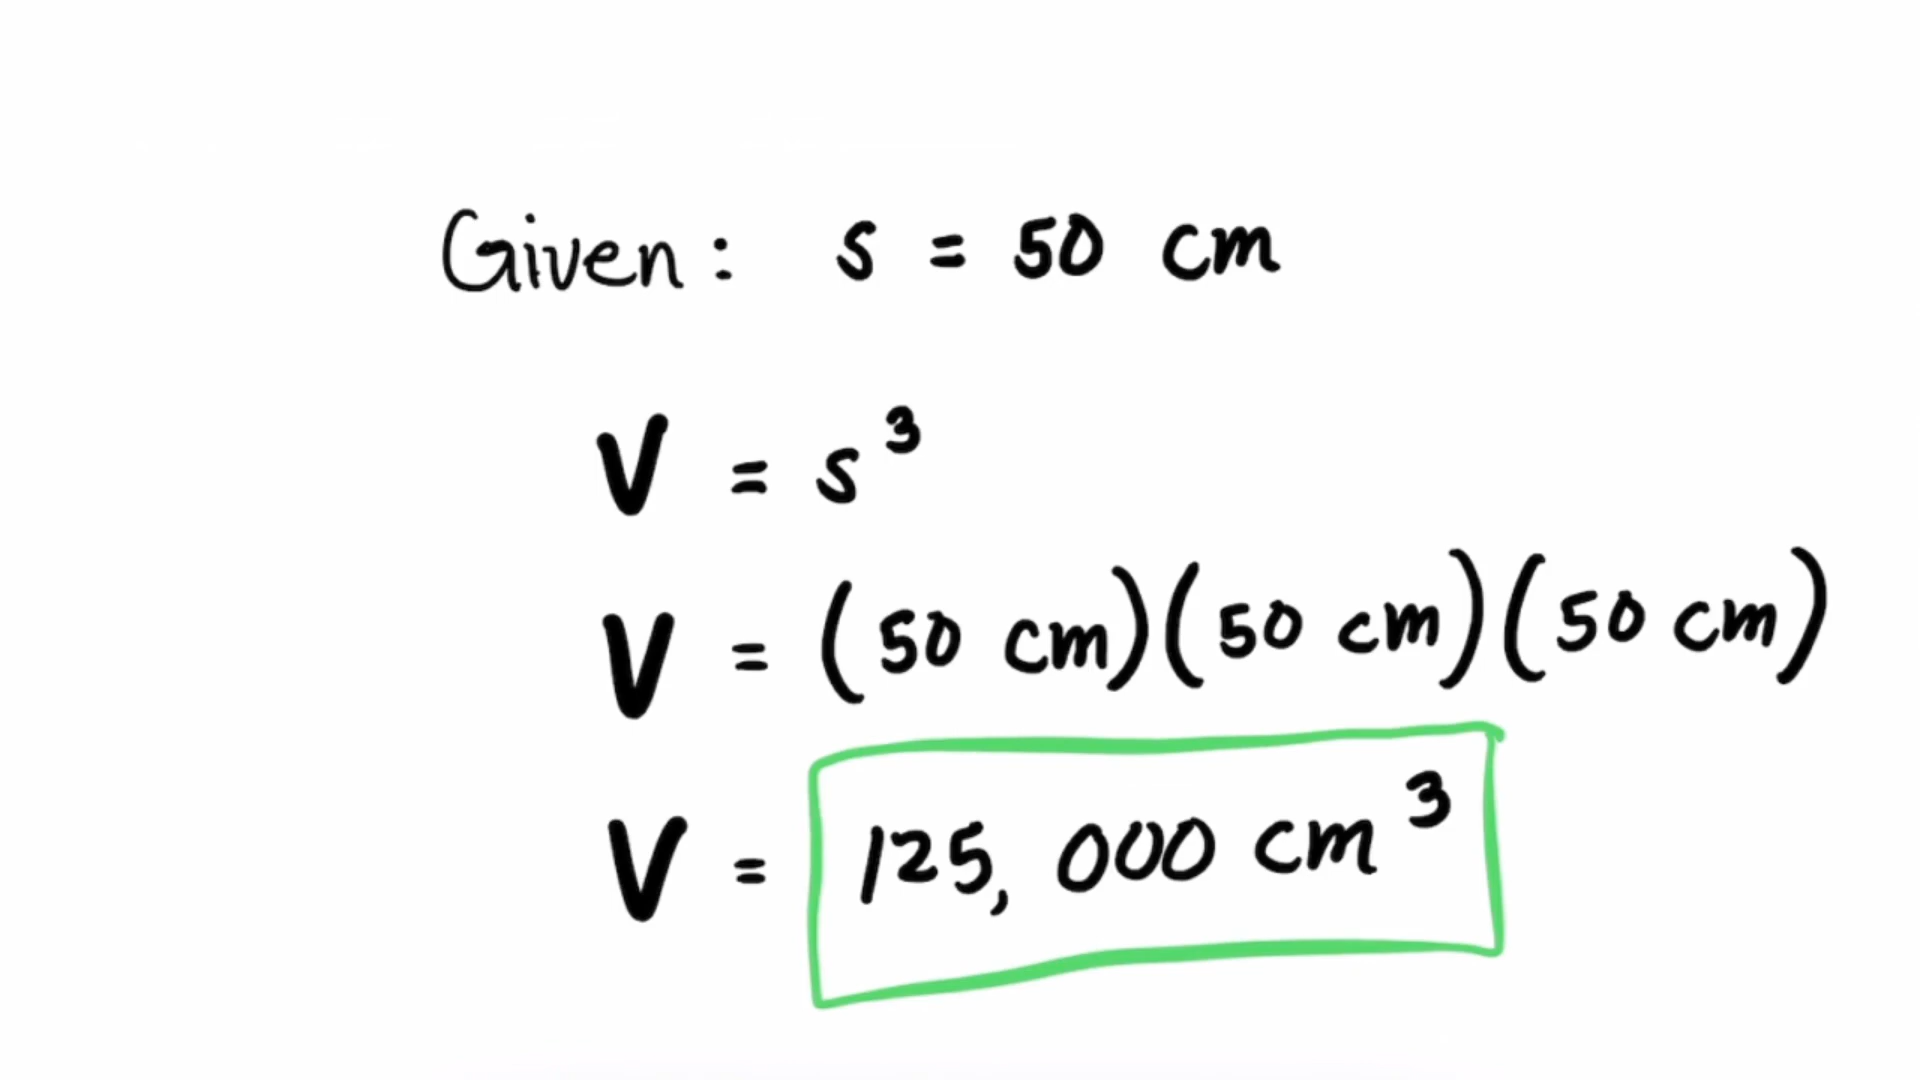 Given: s = 50 cm
V = s³
V = (50 cm)(50 cm)(50 cm)
V = 125,000 cm³